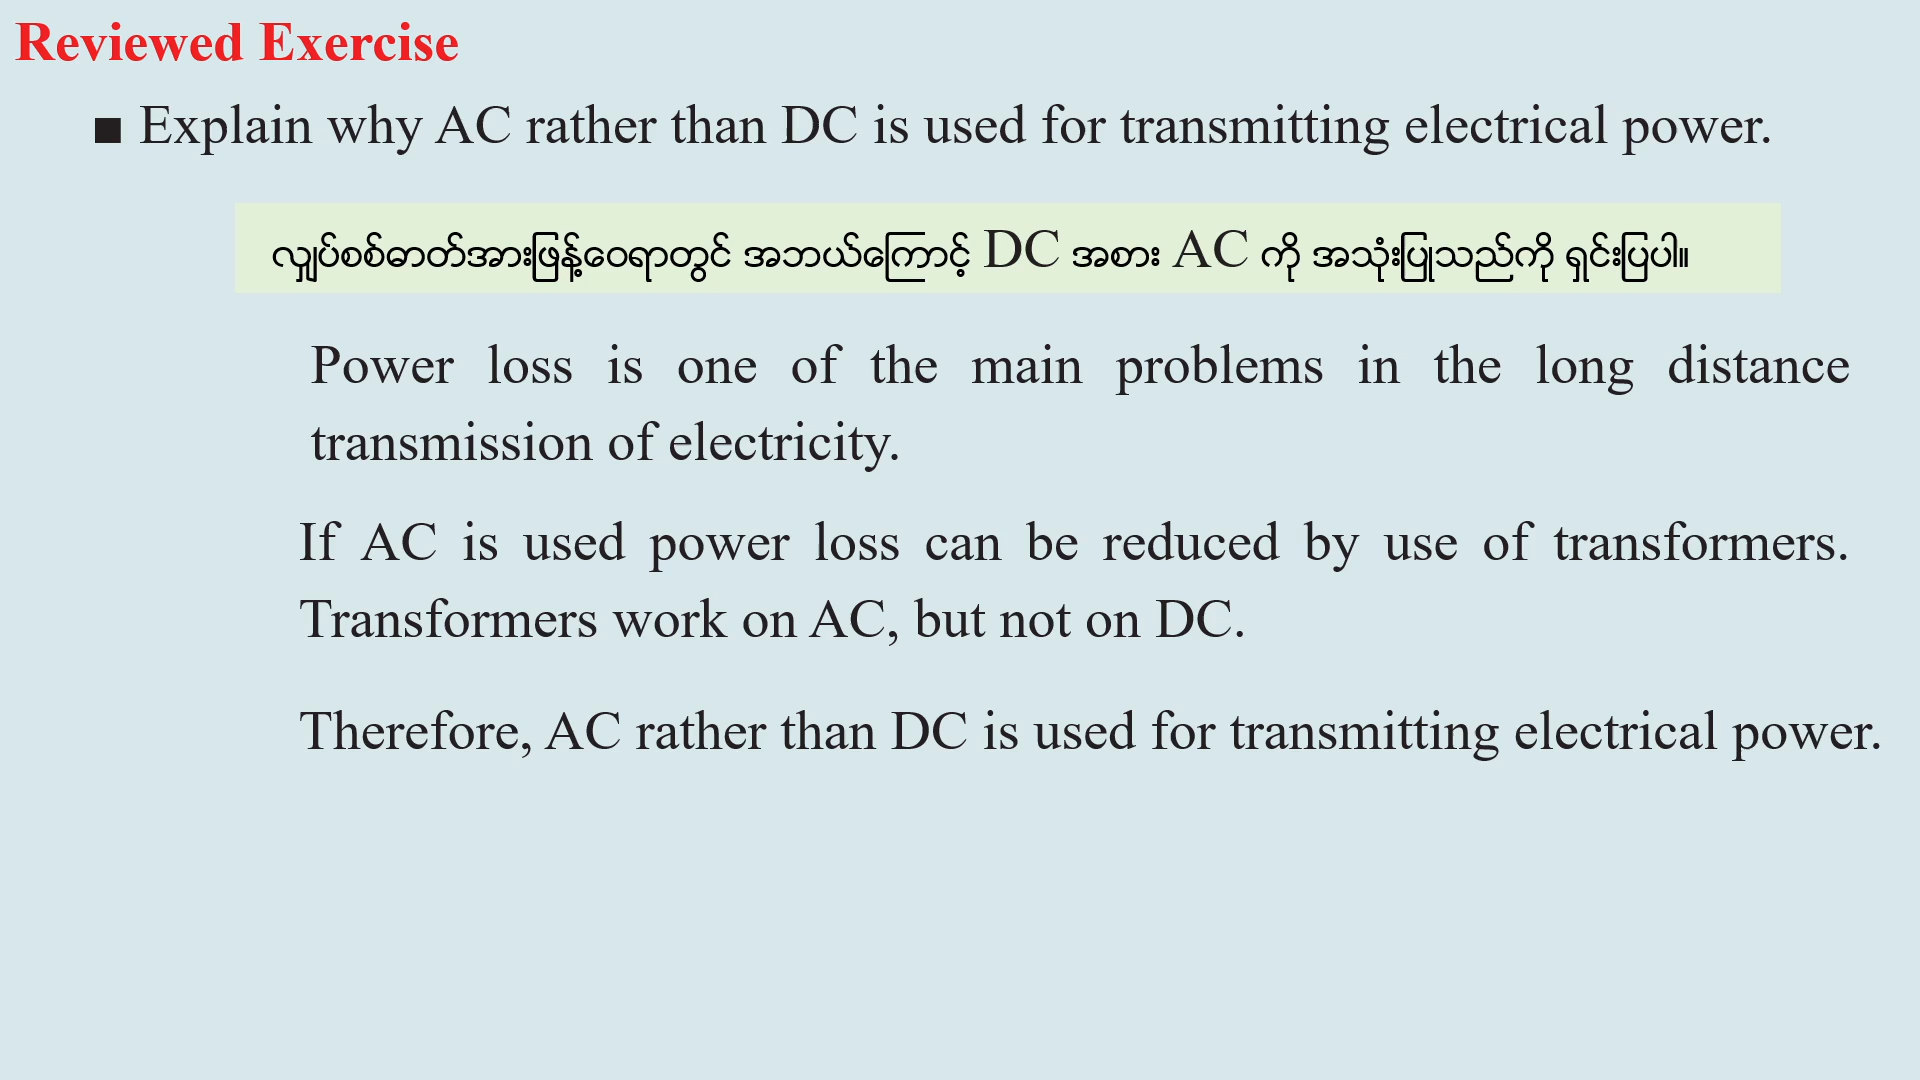 Reviewed Exercise
■ Explain why AC rather than DC is used for transmitting electrical power.
လျှပ်စစ်ဓာတ်အားဖြန့်ဝေရာတွင် အဘယ်ကြောင့် DC အစား AC ကို အသုံးပြုသည်ကို ရှင်းပြပါ။
Power loss is one of the main problems in the long distance
transmission of electricity.
If AC is used power loss can be reduced by use of transformers.
Transformers work on AC, but not on DC.
Therefore, AC rather than DC is used for transmitting electrical power.